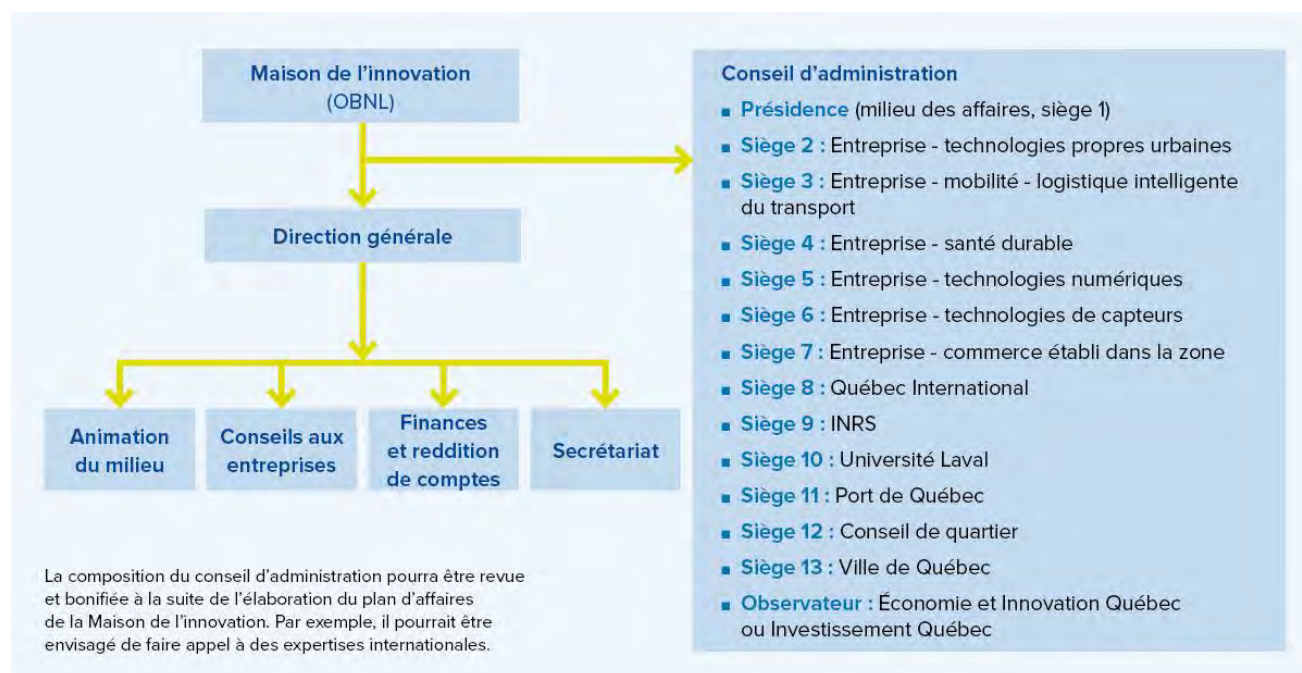 Maison de l'innovation
(OBNL)
Direction générale
Animation
du milieu
Conseils aux
entreprises
Finances
et reddition
de comptes
Secrétariat
La composition du conseil d'administration pourra être revue
et bonifiée à la suite de l'élaboration du plan d'affaires
de la Maison de l'innovation. Par exemple, il pourrait être
envisagé de faire appel à des expertises internationales.
Conseil d'administration
▪ Présidence (milieu des affaires, siège 1)
▪ Siège 2 : Entreprise - technologies propres urbaines
▪ Siège 3 : Entreprise - mobilité - logistique intelligente
du transport
▪ Siège 4 : Entreprise - santé durable
▪ Siège 5 : Entreprise - technologies numériques
▪ Siège 6 : Entreprise - technologies de capteurs
▪ Siège 7 : Entreprise - commerce établi dans la zone
▪ Siège 8 : Québec International
▪ Siège 9 : INRS
▪ Siège 10 : Université Laval
▪ Siège 11 : Port de Québec
▪ Siège 12 : Conseil de quartier
▪ Siège 13 : Ville de Québec
▪ Observateur : Économie et Innovation Québec
ou Investissement Québec